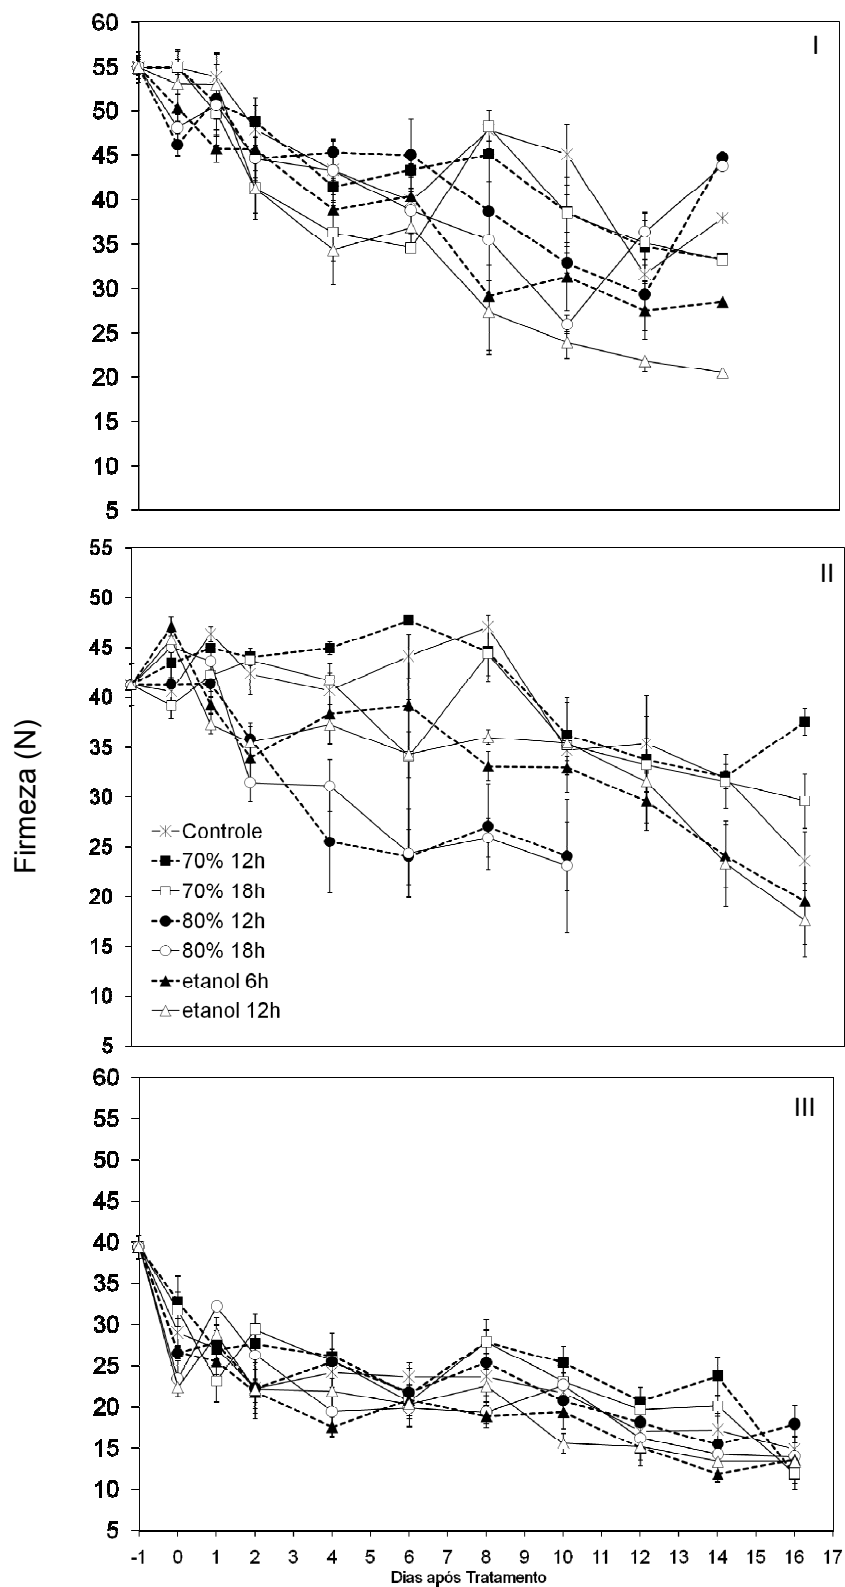 60
I
55
50
45
40
35
30
25
20
15
10
5
55
II
50
45
40
35
30
25
20
15
10
5
Firmeza (N)
Controle
70% 12h
70% 18h
80% 12h
80% 18h
etanol 6h
etanol 12h
60
III
55
50
45
40
35
30
25
20
15
10
5
-1 0 1 2 3 4 5 6 7 8 9 10 11 12 13 14 15 16 17
Dias após Tratamento